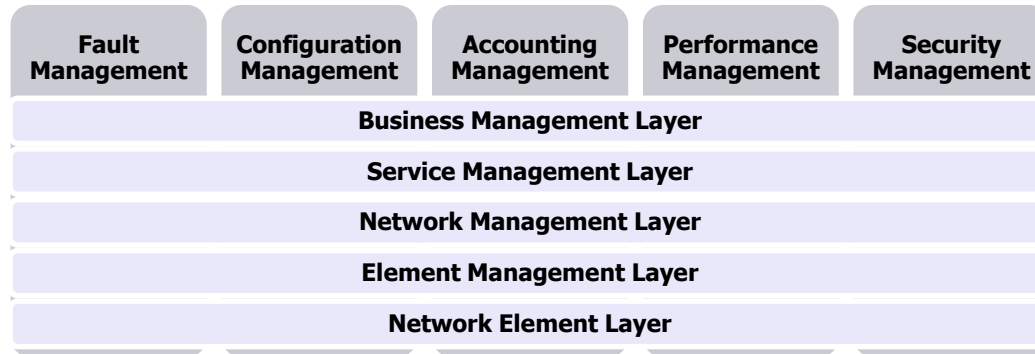 Fault
Management
Configuration
Management
Accounting
Management
Performance
Management
Security
Management
Business Management Layer
Service Management Layer
Network Management Layer
Element Management Layer
Network Element Layer